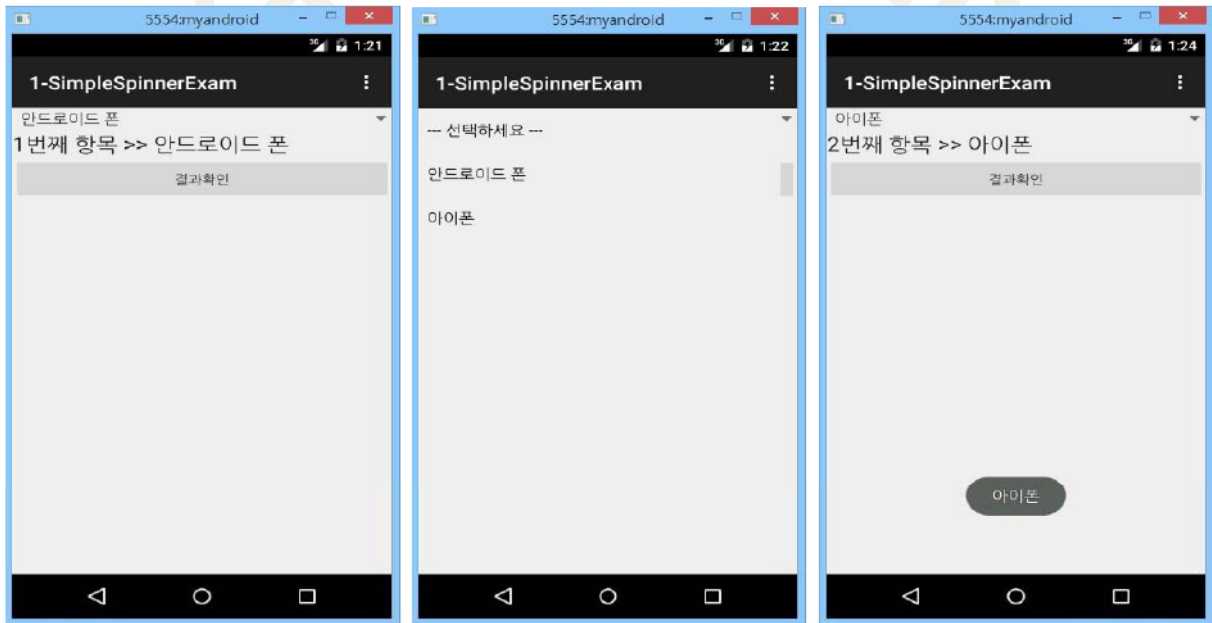 5554:myandroid
3G 1:21
1-SimpleSpinnerExam
안드로이드 폰
1번째 항목 >> 안드로이드 폰
결과확인
5554:myandroid
3G 1:22
1-SimpleSpinnerExam
--- 선택하세요 ---
안드로이드 폰
아이폰
5554:myandroid
3G 1:24
1-SimpleSpinnerExam
아이폰
2번째 항목 >> 아이폰
결과확인
아이폰